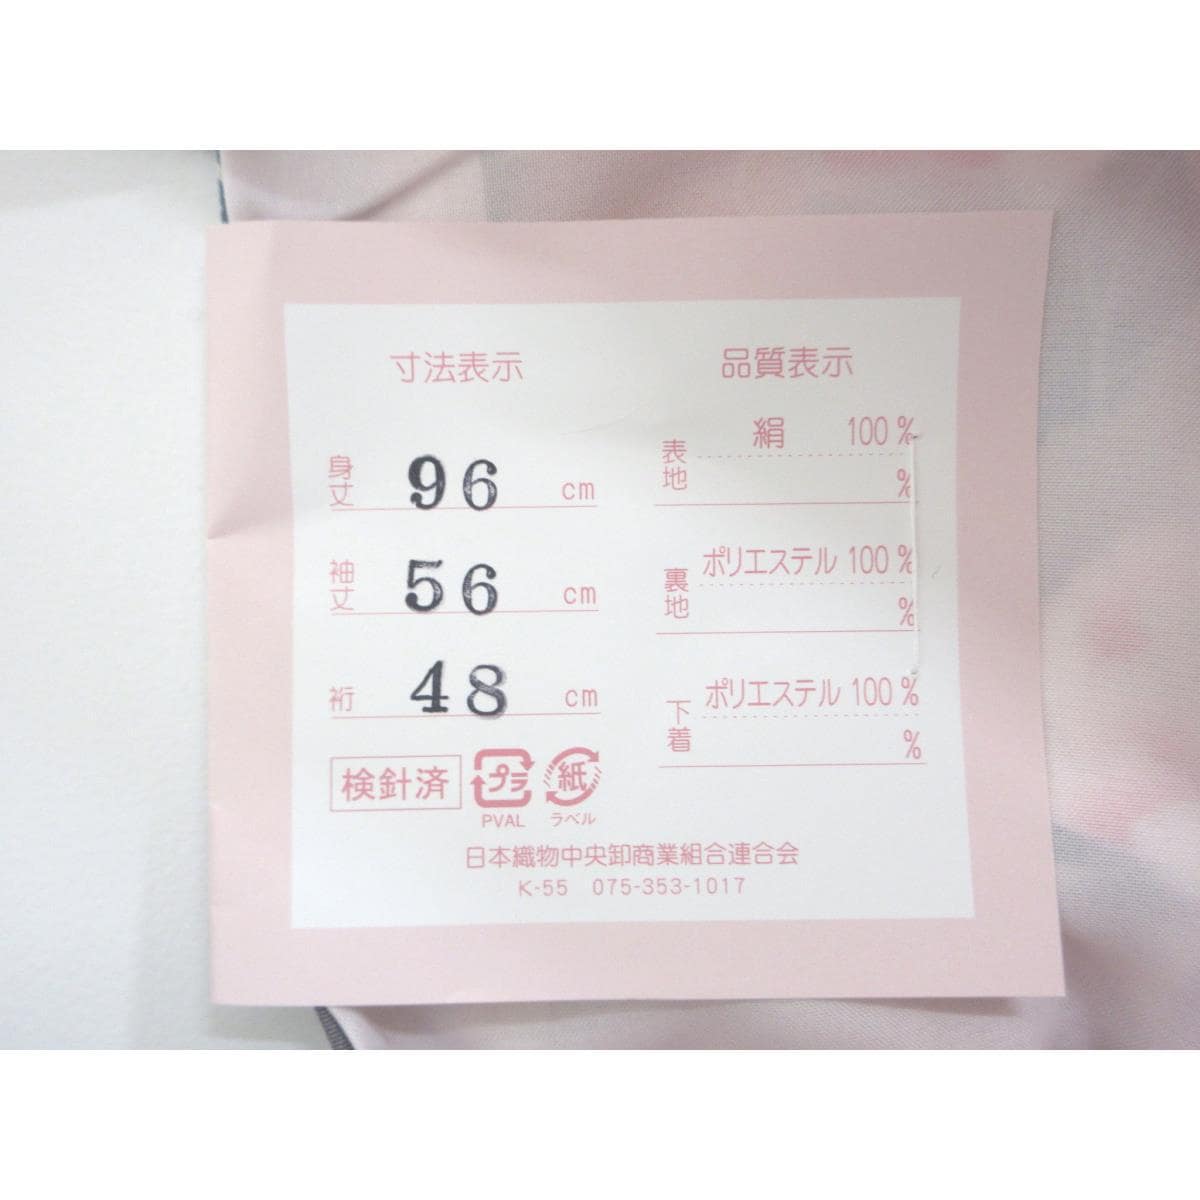 寸法表示
身丈 96 cm
袖丈 56 cm
裄 48 cm
品質表示
表地 絹 100%
%
裏地 ポリエステル 100%
%
下着 ポリエステル 100%
%
検針済 プラ 紙
PVAL ラベル
日本織物中央卸商業組合連合会
K-55 075-353-1017